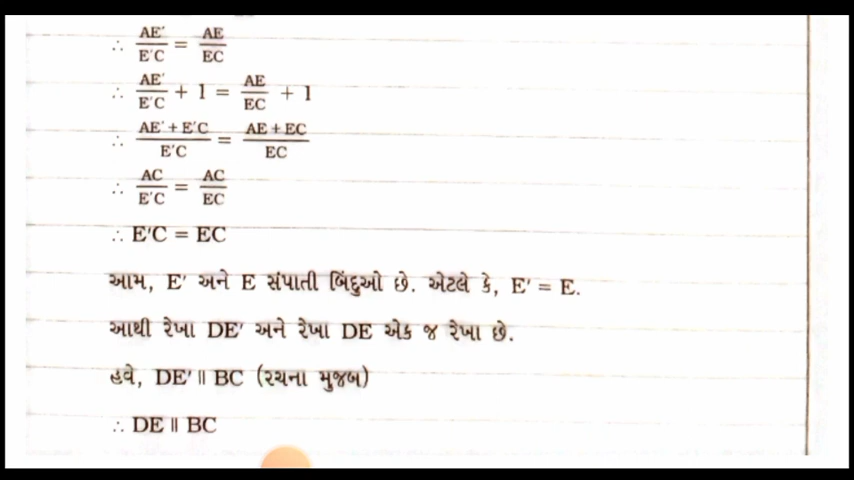 ∴ AE′/E′C = AE/EC
∴ AE′/E′C + 1 = AE/EC + 1
∴ AE′ + E′C/E′C = AE + EC/EC
∴ AC/E′C = AC/EC
∴ E′C = EC
આમ, E′ અને E સંપાતી બિંદુઓ છે. એટલે કે, E′ = E.
આથી રેખા DE′ અને રેખા DE એક જ રેખા છે.
હવે, DE′ ॥ BC (રચના મુજબ)
∴ DE ॥ BC